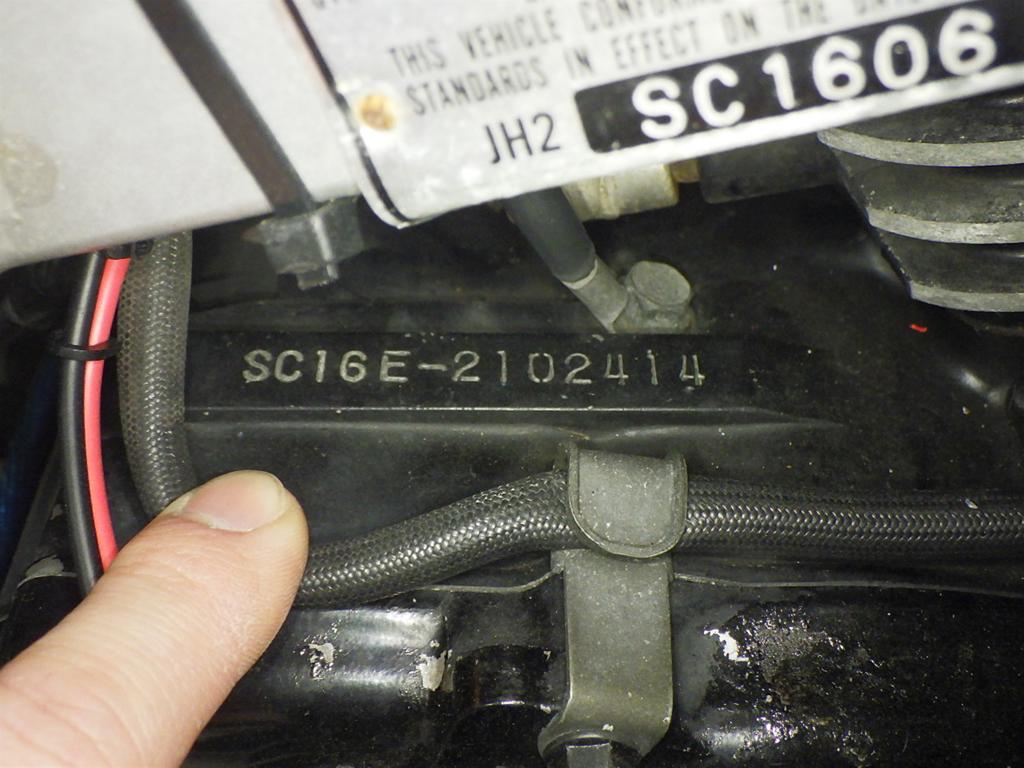 THIS VEHICLE CONFORM
STANDARDS IN EFFECT ON THE
JH2 SC1606
SC16E-2102414